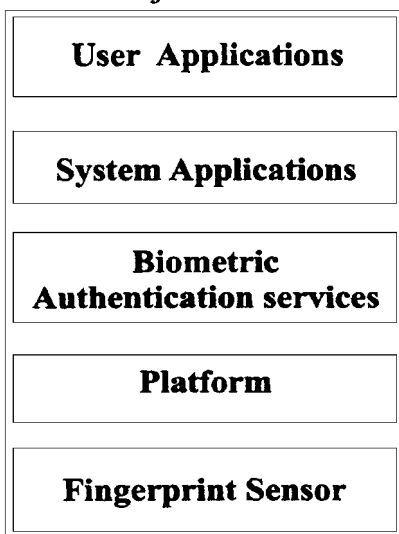 User Applications
System Applications
Biometric
Authentication services
Platform
Fingerprint Sensor